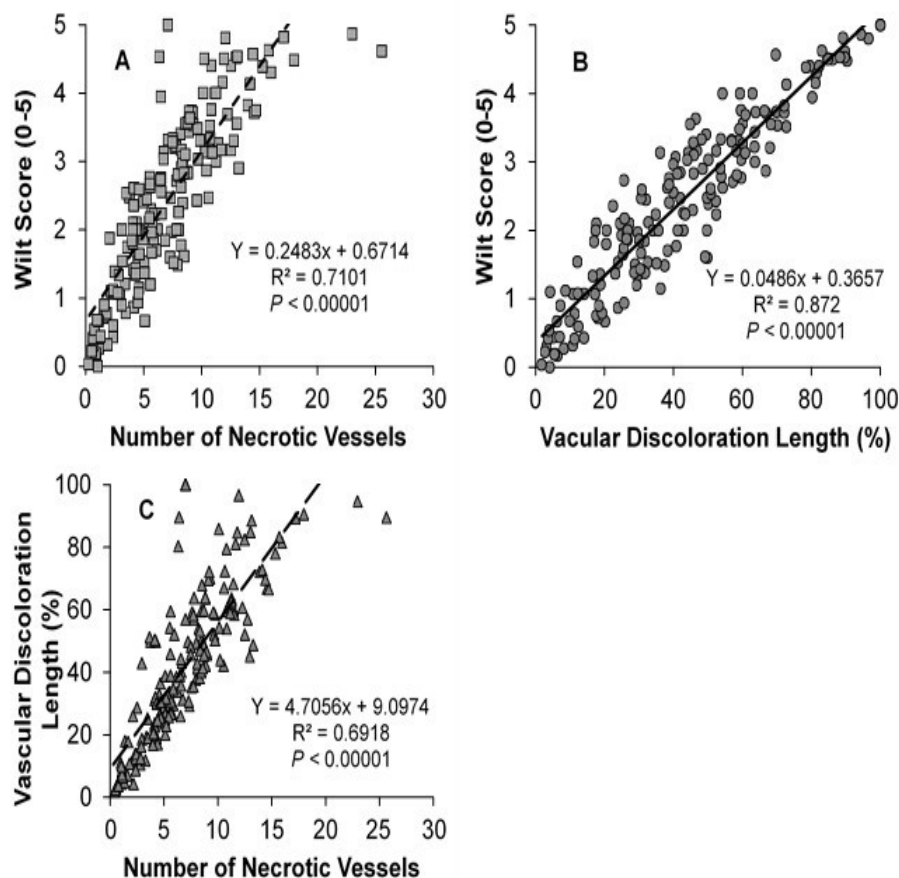 A
Wilt Score (0-5)
5
4
3
2
1
0
Y = 0.2483x + 0.6714
R² = 0.7101
P < 0.00001
0 5 10 15 20 25 30
Number of Necrotic Vessels
B
Wilt Score (0-5)
5
4
3
2
1
0
Y = 0.0486x + 0.3657
R² = 0.872
P < 0.00001
0 20 40 60 80 100
Vacular Discoloration Length (%)
C
Vascular Discoloration
Length (%)
100
80
60
40
20
0
Y = 4.7056x + 9.0974
R² = 0.6918
P < 0.00001
0 5 10 15 20 25 30
Number of Necrotic Vessels